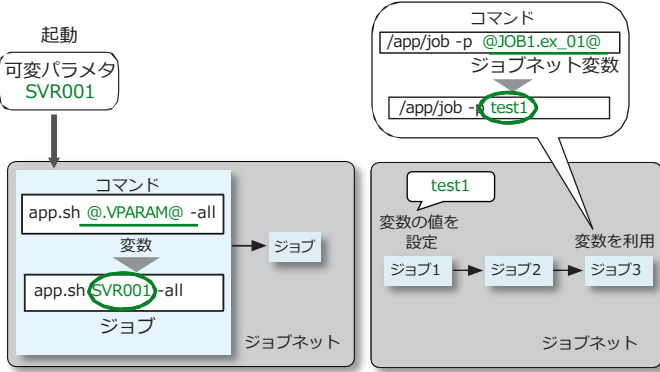 起動
可変パラメタ
SVR001
コマンド
app.sh @.VPARAM@ -all
変数
app.sh SVR001 -all
ジョブ
ジョブ
ジョブネット
コマンド
/app/job -p @JOB1.ex_01@
ジョブネット変数
/app/job -p test1
test1
変数の値を
設定
変数を利用
ジョブ1
ジョブ2
ジョブ3
ジョブネット